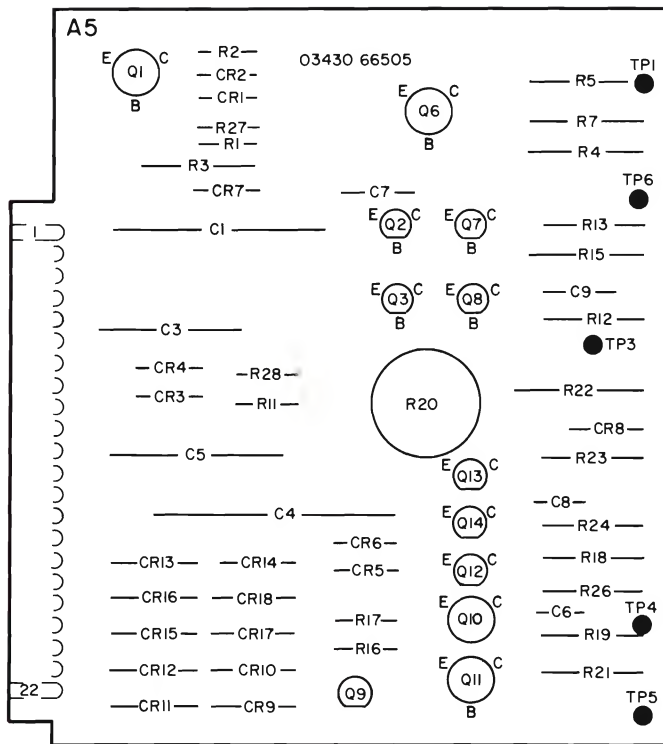 A5
R2
03430 66505
TP1
E Q1 C
B
CR2
CR1
R5
E Q6 C
B
R27
R1
R7
R3
R4
CR7
C7
TP6
1
C1
E Q2 C
B
E Q7 C
B
R13
R15
E Q3 C
B
E Q8 C
B
C9
R12
C3
TP3
CR4
R28
CR3
R11
R20
R22
CR8
C5
E Q13 C
R23
C8
C4
E Q14 C
R24
CR6
CR13
CR14
CR5
E Q12 C
R18
CR16
CR18
R26
R17
E Q10 C
C6
TP4
CR15
CR17
R19
R16
CR12
CR10
E Q11 C
B
R21
22
Q9
CR11
CR9
TP5